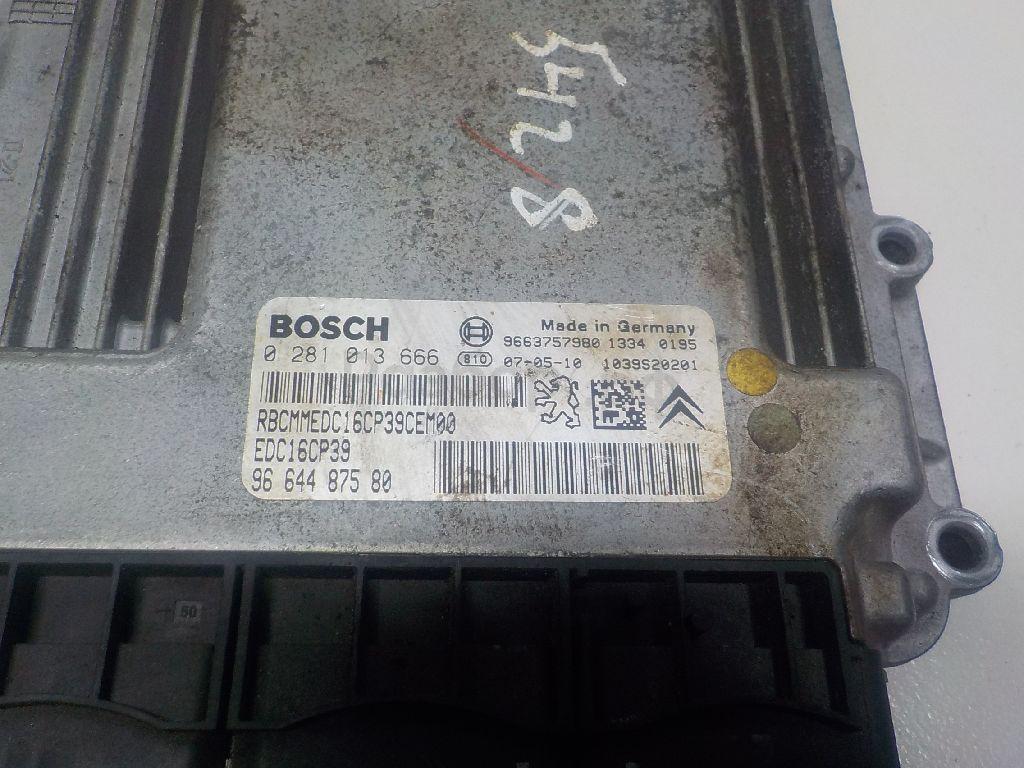 5428
BOSCH
Made in Germany
9663757980 1334 0195
0 281 013 666 810 07-05-10 1039S20201
RBCMMEDC16CP39CEM00
EDC16CP39
96 644 875 80
50